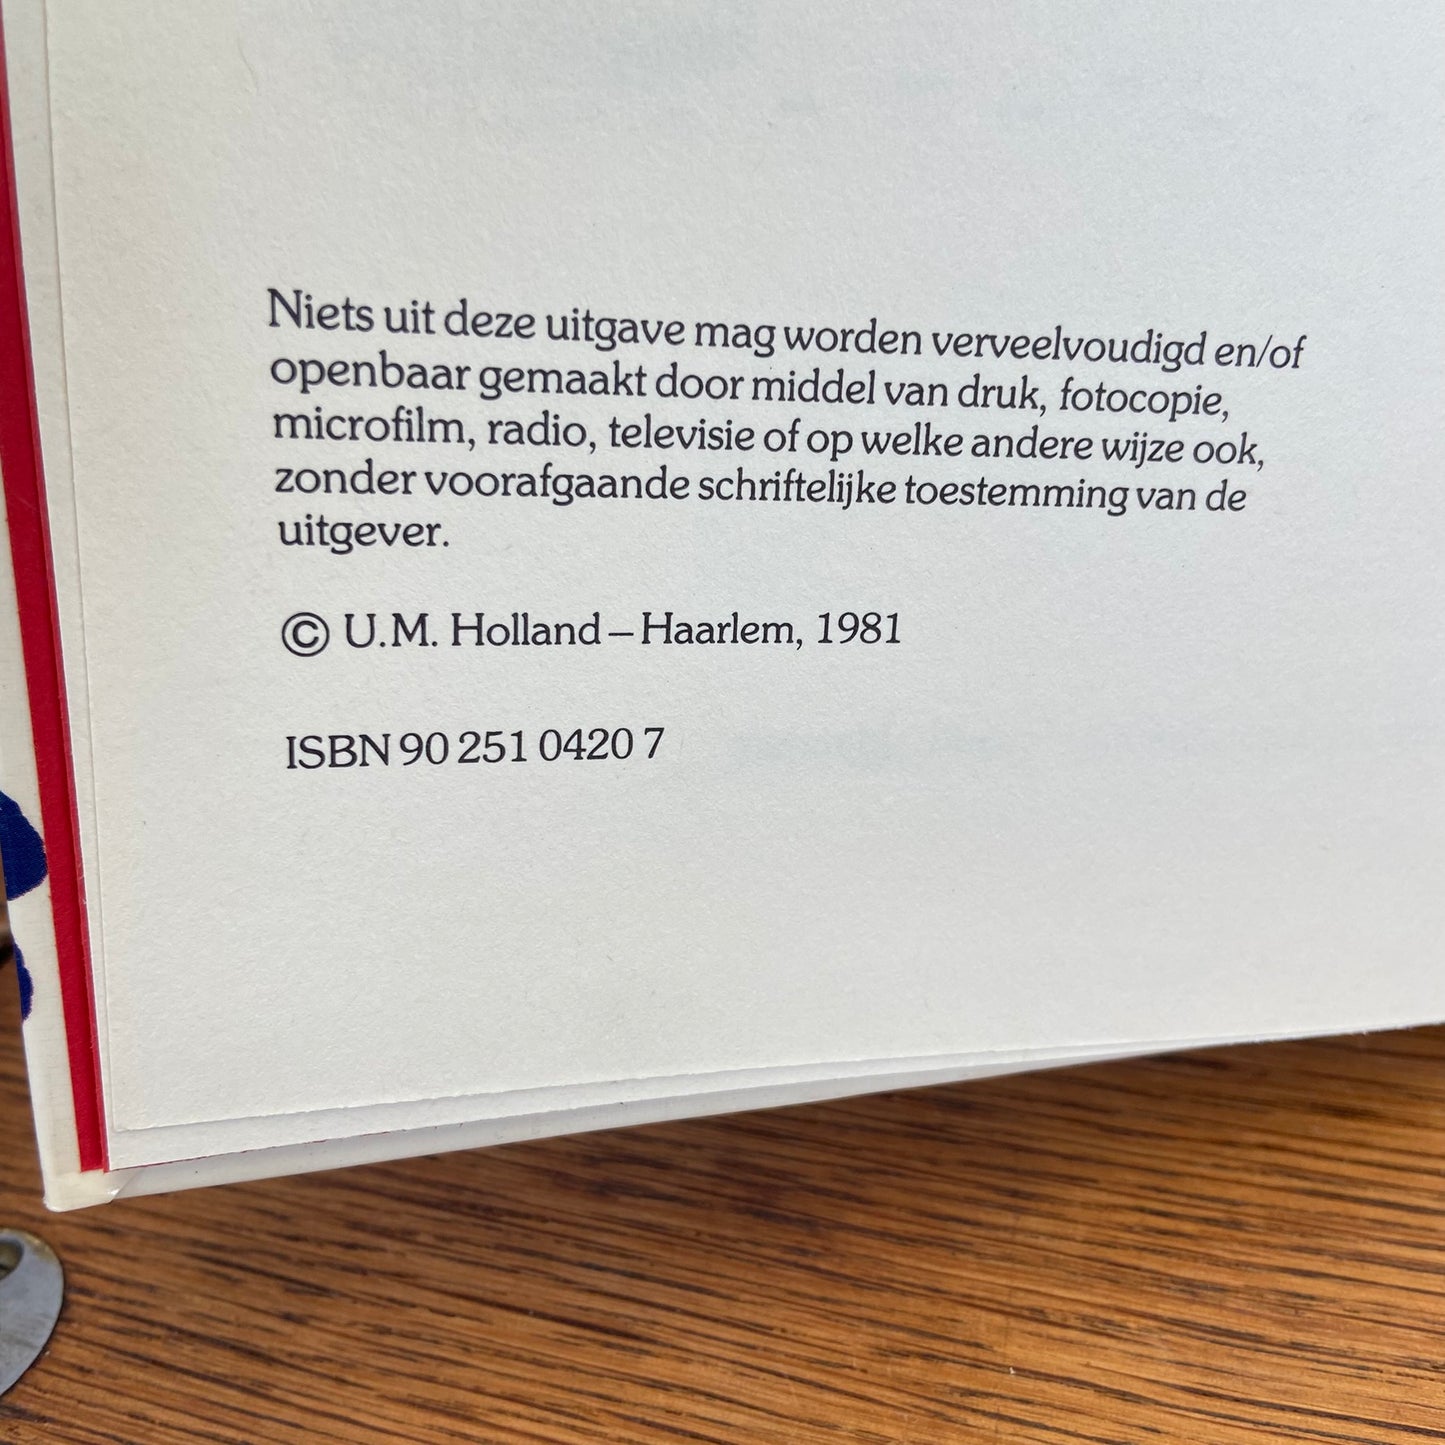 Niets uit deze uitgave mag worden verveelvoudigd en/of
openbaar gemaakt door middel van druk, fotocopie,
microfilm, radio, televisie of op welke andere wijze ook,
zonder voorafgaande schriftelijke toestemming van de
uitgever.
© U.M. Holland – Haarlem, 1981
ISBN 90 251 0420 7